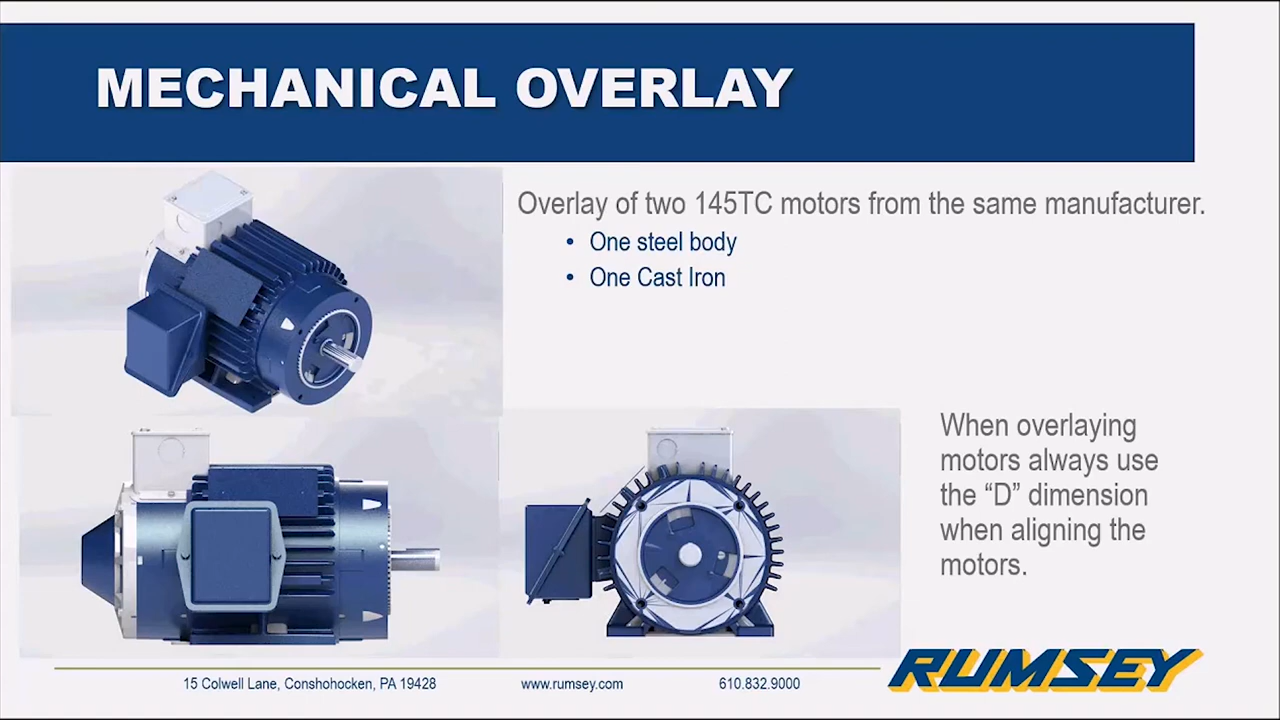 MECHANICAL OVERLAY
Overlay of two 145TC motors from the same manufacturer.
• One steel body
• One Cast Iron
When overlaying
motors always use
the “D” dimension
when aligning the
motors.
15 Colwell Lane, Conshohocken, PA 19428
www.rumsey.com
610.832.9000
RUMSEY